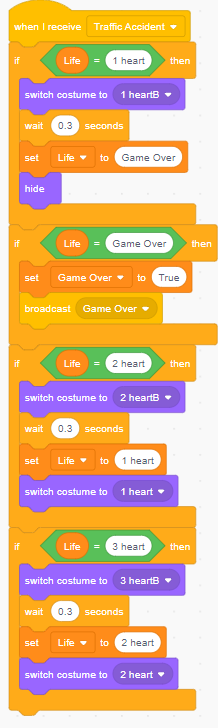 when I receive Traffic Accident
if Life = 1 heart then
switch costume to 1 heartB
wait 0.3 seconds
set Life to Game Over
hide
if Life = Game Over then
set Game Over to True
broadcast Game Over
if Life = 2 heart then
switch costume to 2 heartB
wait 0.3 seconds
set Life to 1 heart
switch costume to 1 heart
if Life = 3 heart then
switch costume to 3 heartB
wait 0.3 seconds
set Life to 2 heart
switch costume to 2 heart